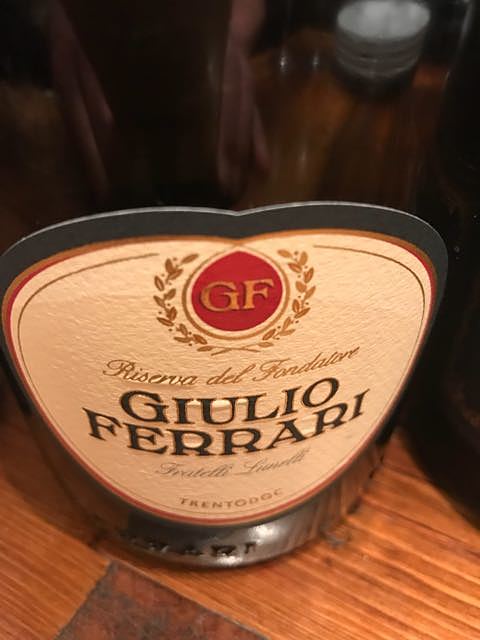 GF
Riserva del Fondatore
GIULIO
FERRARI
Fratelli Lunelli
TRENTODOC